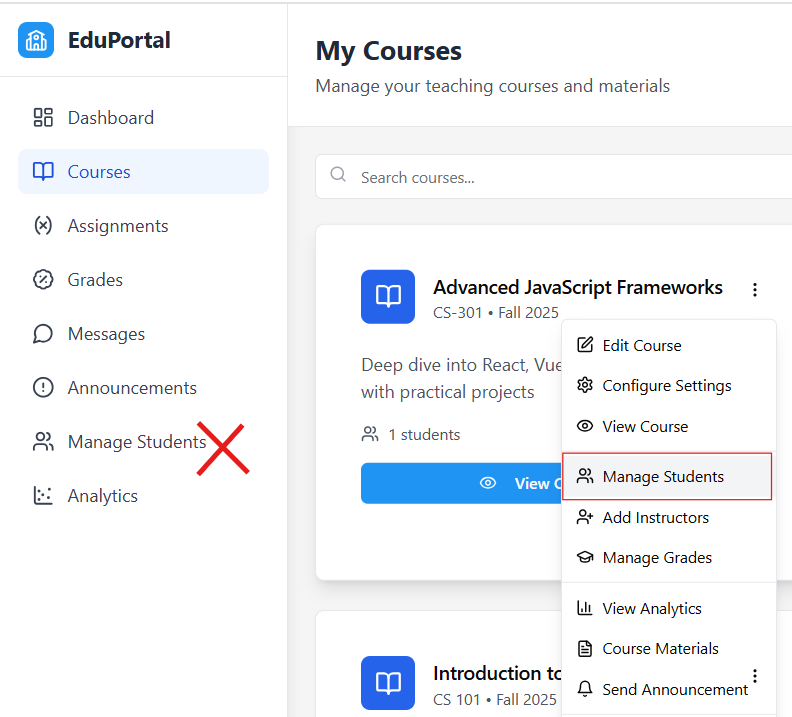 EduPortal
Dashboard
Courses
Assignments
Grades
Messages
Announcements
Manage Students
Analytics
My Courses
Manage your teaching courses and materials
Search courses...
Advanced JavaScript Frameworks
CS-301 • Fall 2025
Deep dive into React, Vue
with practical projects
1 students
View
Edit Course
Configure Settings
View Course
Manage Students
Add Instructors
Manage Grades
View Analytics
Course Materials
Send Announcement
Introduction to
CS 101 • Fall 2025